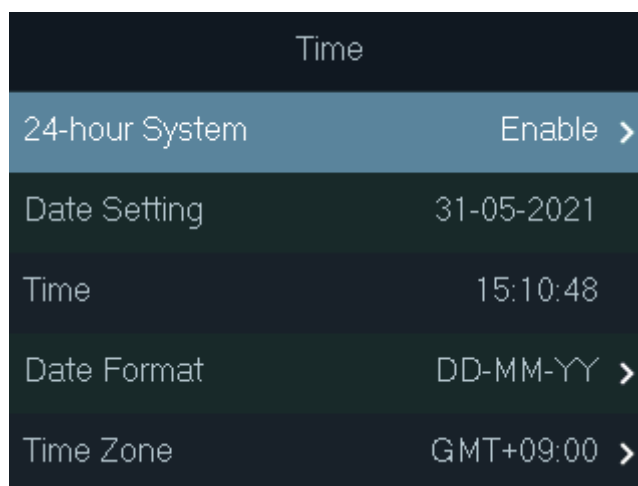 Time
24-hour System Enable >
Date Setting 31-05-2021
Time 15:10:48
Date Format DD-MM-YY >
Time Zone GMT+09:00 >